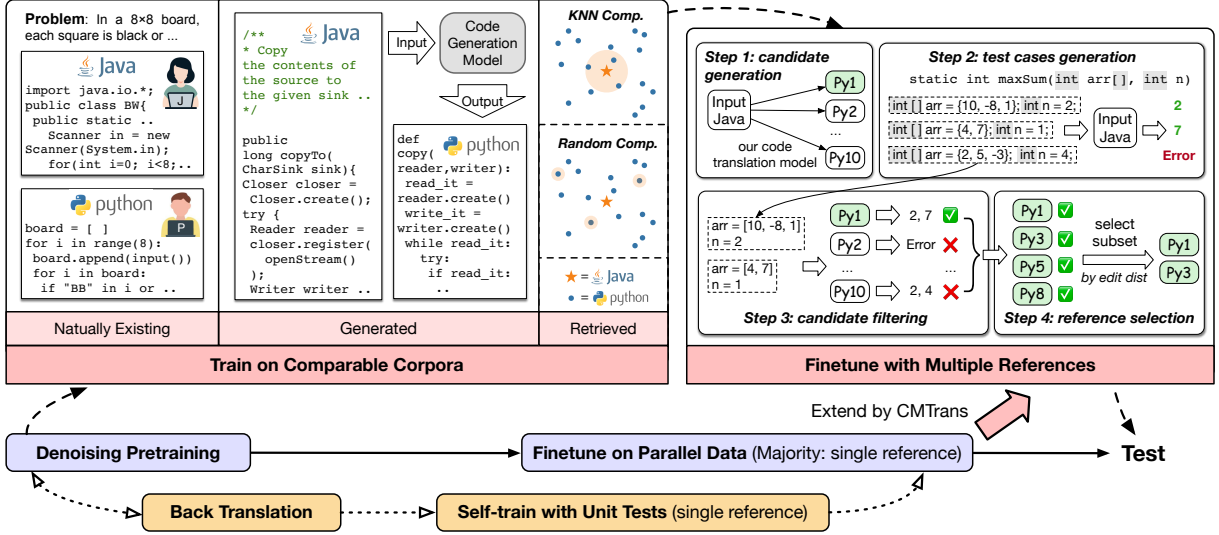 Problem: In a 8×8 board,
each square is black or ...
Java
J
import java.io.*;
public class BW{
public static ..
Scanner in = new
Scanner(System.in);
for(int i=0; i<8;..
python
P
board = [ ]
for i in range(8):
board.append(input())
for i in board:
if "BB" in i or ..
Natually Existing
/**
* Copy
the contents of
the source to
the given sink ..
*/
Java
public
long copyTo(
CharSink sink){
Closer closer =
Closer.create();
try {
Reader reader =
closer.register(
openStream()
);
Writer writer ..
Input
Code
Generation
Model
Output
def
copy(
python
reader,writer):
read_it =
reader.create()
write_it =
writer.create()
while read_it:
try:
if read_it:
..
Generated
KNN Comp.
Random Comp.
= Java
= python
Retrieved
Train on Comparable Corpora
Step 1: candidate
generation
Input
Java
Py1
Py2
...
Py10
our code
translation model
Step 2: test cases generation
static int maxSum(int arr[], int n)
int [ ] arr = {10, -8, 1}; int n = 2;
int [ ] arr = {4, 7}; int n = 1;
int [ ] arr = {2, 5, -3}; int n = 4;
Input
Java
2
7
Error
arr = [10, -8, 1]
n = 2
arr = [4, 7]
n = 1
Py1
2, 7
Py2
Error
...
...
Py10
2, 4
Step 3: candidate filtering
Py1
Py3
Py5
Py8
select
subset
by edit dist
Py1
Py3
Step 4: reference selection
Finetune with Multiple References
Extend by CMTrans
Denoising Pretraining
Finetune on Parallel Data (Majority: single reference)
Test
Back Translation
Self-train with Unit Tests (single reference)